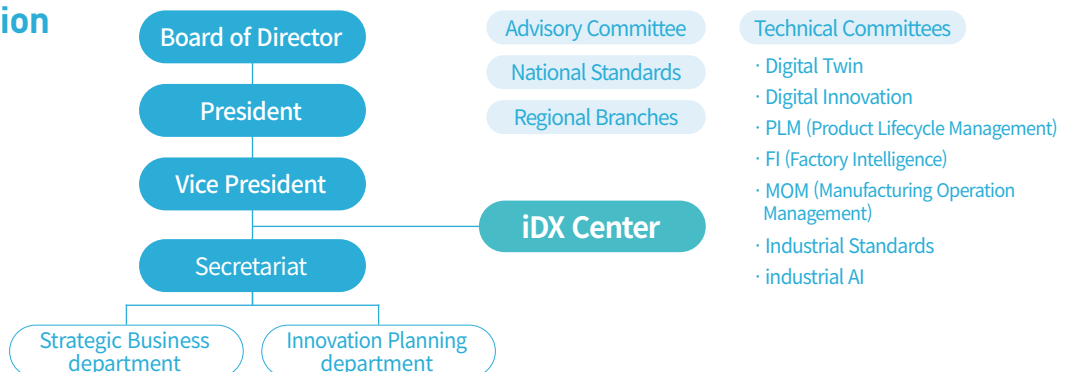 ion
Board of Director
President
Vice President
iDX Center
Secretariat
Strategic Business
department
Innovation Planning
department
Advisory Committee
National Standards
Regional Branches
Technical Committees
· Digital Twin
· Digital Innovation
· PLM (Product Lifecycle Management)
· FI (Factory Intelligence)
· MOM (Manufacturing Operation
Management)
· Industrial Standards
· industrial AI